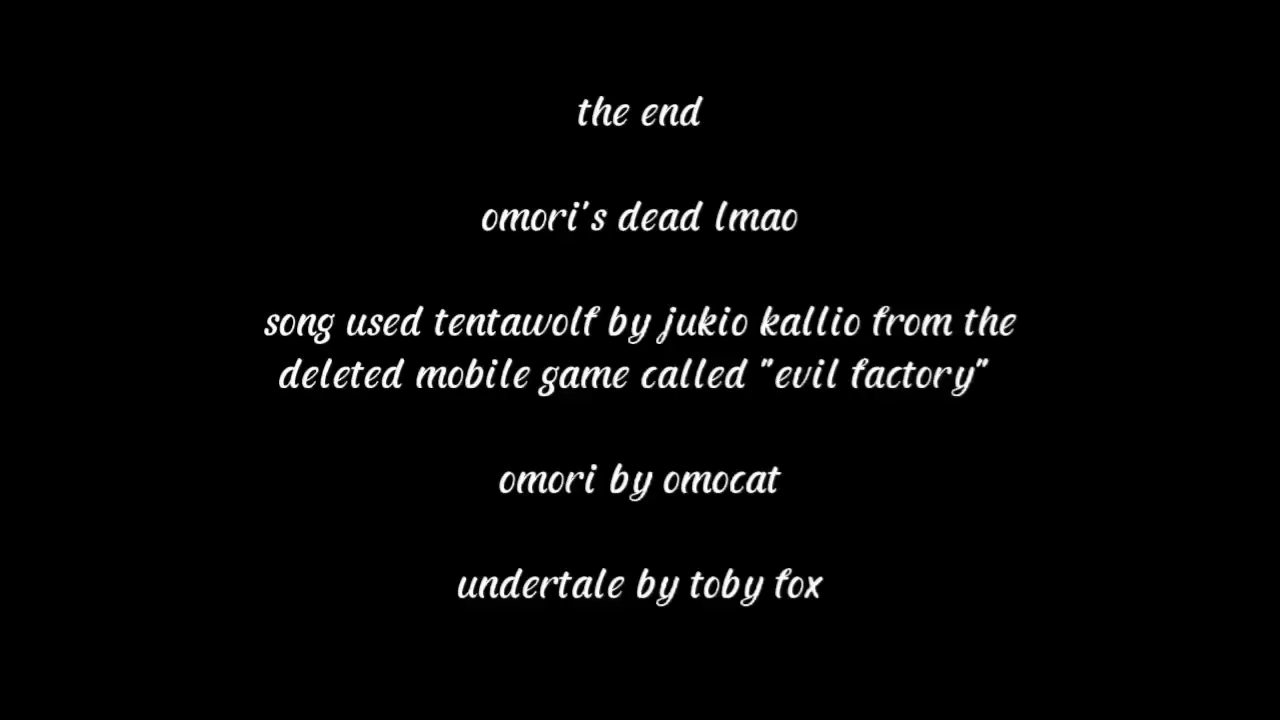 the end
omori's dead lmao
song used tentawolf by jukio kallio from the
deleted mobile game called "evil factory"
omori by omocat
undertale by toby fox